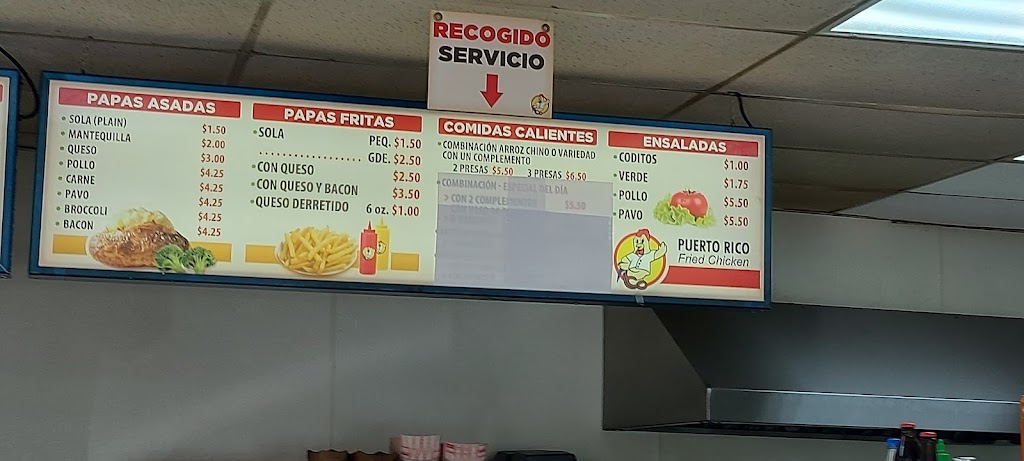 RECOGIDO
SERVICIO
PAPAS ASADAS
• SOLA (PLAIN) $1.50
• MANTEQUILLA $2.00
• QUESO $3.00
• POLLO $4.25
• CARNE $4.25
• PAVO $4.25
• BROCCOLI $4.25
• BACON $4.25
PAPAS FRITAS
•SOLA PEQ. $1.50
.................. GDE. $2.50
•CON QUESO $2.50
•CON QUESO Y BACON $3.50
•QUESO DERRETIDO 6 oz. $1.00
COMIDAS CALIENTES
•COMBINACIÓN ARROZ CHINO O VARIEDAD
CON UN COMPLEMENTO
2 PRESAS $5.50 3 PRESAS $6.50
•COMBINACIÓN - ESPECIAL DEL DÍA
> CON 2 COMPLEMENTOS $5.50
ENSALADAS
•CODITOS $1.00
•VERDE $1.75
•POLLO $5.50
•PAVO $5.50
PUERTO RICO
Fried Chicken